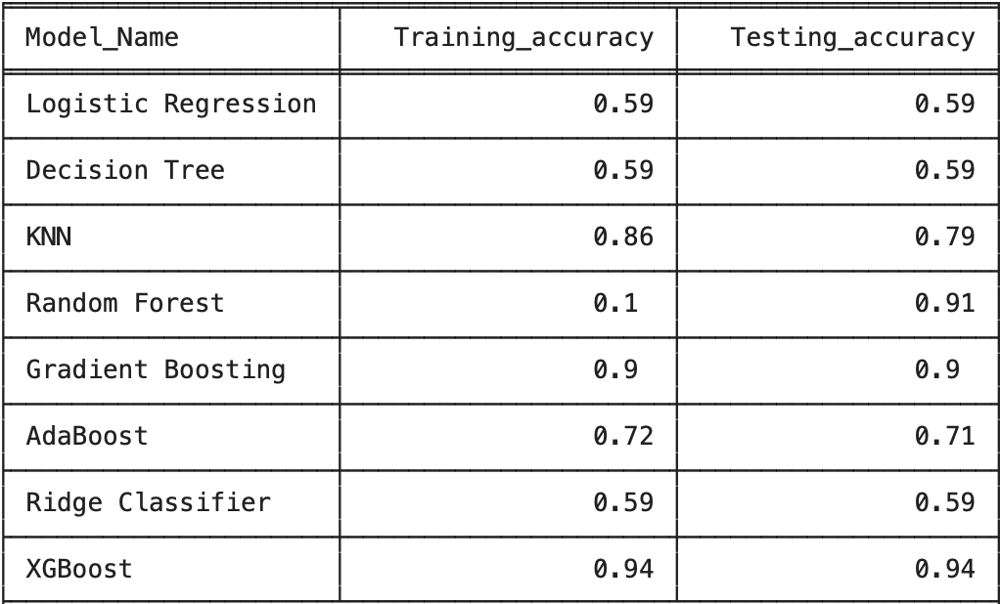 Model_Name Training_accuracy Testing_accuracy
Logistic Regression 0.59 0.59
Decision Tree 0.59 0.59
KNN 0.86 0.79
Random Forest 0.1 0.91
Gradient Boosting 0.9 0.9
AdaBoost 0.72 0.71
Ridge Classifier 0.59 0.59
XGBoost 0.94 0.94